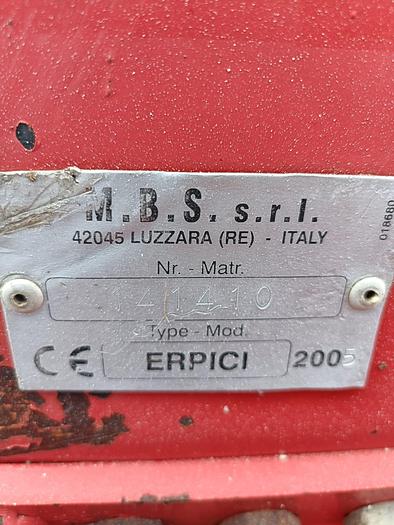 M.B.S. s.r.l.
42045 LUZZARA (RE) - ITALY
018680
Nr. - Matr.
141410
Type - Mod.
CE ERPICI 2005